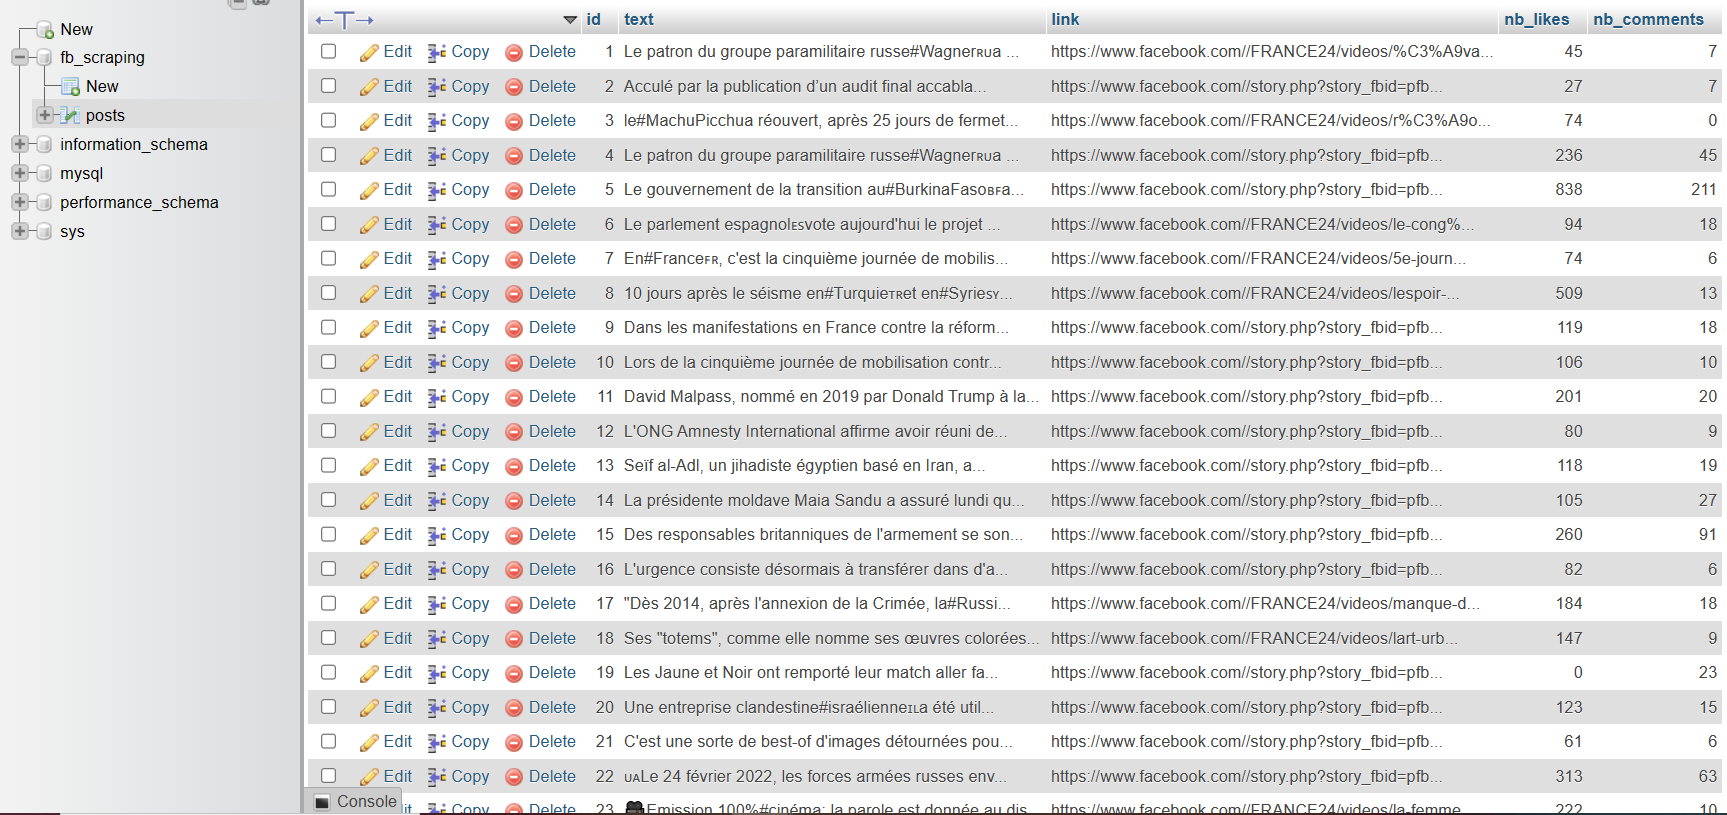 New
fb_scraping
New
posts
information_schema
mysql
performance_schema
sys
id text link nb_likes nb_comments
Edit Copy Delete 1 Le patron du groupe paramilitaire russe#Wagnerʀᴜa ... https://www.facebook.com//FRANCE24/videos/%C3%A9va... 45 7
Edit Copy Delete 2 Acculé par la publication d’un audit final accabla... https://www.facebook.com//story.php?story_fbid=pfb... 27 7
Edit Copy Delete 3 le#MachuPicchua réouvert, après 25 jours de fermet... https://www.facebook.com//FRANCE24/videos/r%C3%A9o... 74 0
Edit Copy Delete 4 Le patron du groupe paramilitaire russe#Wagnerʀᴜa ... https://www.facebook.com//story.php?story_fbid=pfb... 236 45
Edit Copy Delete 5 Le gouvernement de la transition au#BurkinaFasoʙꜰa... https://www.facebook.com//story.php?story_fbid=pfb... 838 211
Edit Copy Delete 6 Le parlement espagnolᴇsvote aujourd'hui le projet ... https://www.facebook.com//FRANCE24/videos/le-cong%... 94 18
Edit Copy Delete 7 En#Franceꜰʀ, c'est la cinquième journée de mobilis... https://www.facebook.com//FRANCE24/videos/5e-journ... 74 6
Edit Copy Delete 8 10 jours après le séisme en#Turquieᴛʀet en#Syriesʏ... https://www.facebook.com//FRANCE24/videos/lespoir-... 509 13
Edit Copy Delete 9 Dans les manifestations en France contre la réform... https://www.facebook.com//story.php?story_fbid=pfb... 119 18
Edit Copy Delete 10 Lors de la cinquième journée de mobilisation contr... https://www.facebook.com//story.php?story_fbid=pfb... 106 10
Edit Copy Delete 11 David Malpass, nommé en 2019 par Donald Trump à la... https://www.facebook.com//story.php?story_fbid=pfb... 201 20
Edit Copy Delete 12 L'ONG Amnesty International affirme avoir réuni de... https://www.facebook.com//story.php?story_fbid=pfb... 80 9
Edit Copy Delete 13 Seïf al-Adl, un jihadiste égyptien basé en Iran, a... https://www.facebook.com//story.php?story_fbid=pfb... 118 19
Edit Copy Delete 14 La présidente moldave Maia Sandu a assuré lundi qu... https://www.facebook.com//story.php?story_fbid=pfb... 105 27
Edit Copy Delete 15 Des responsables britanniques de l'armement se son... https://www.facebook.com//story.php?story_fbid=pfb... 260 91
Edit Copy Delete 16 L'urgence consiste désormais à transférer dans d'a... https://www.facebook.com//story.php?story_fbid=pfb... 82 6
Edit Copy Delete 17 "Dès 2014, après l'annexion de la Crimée, la#Russi... https://www.facebook.com//FRANCE24/videos/manque-d... 184 18
Edit Copy Delete 18 Ses "totems", comme elle nomme ses œuvres colorées... https://www.facebook.com//FRANCE24/videos/lart-urb... 147 9
Edit Copy Delete 19 Les Jaune et Noir ont remporté leur match aller fa... https://www.facebook.com//story.php?story_fbid=pfb... 0 23
Edit Copy Delete 20 Une entreprise clandestine#israélienneɪʟa été util... https://www.facebook.com//story.php?story_fbid=pfb... 123 15
Edit Copy Delete 21 C'est une sorte de best-of d'images détournées pou... https://www.facebook.com//story.php?story_fbid=pfb... 61 6
Edit Copy Delete 22 ᴜᴀLe 24 février 2022, les forces armées russes env... https://www.facebook.com//story.php?story_fbid=pfb... 313 63
Edit Copy Delete 23 🎥Emission 100%#cinéma: la parole est donnée au dis... https://www.facebook.com//FRANCE24/videos/la-femme... 222 10
Console